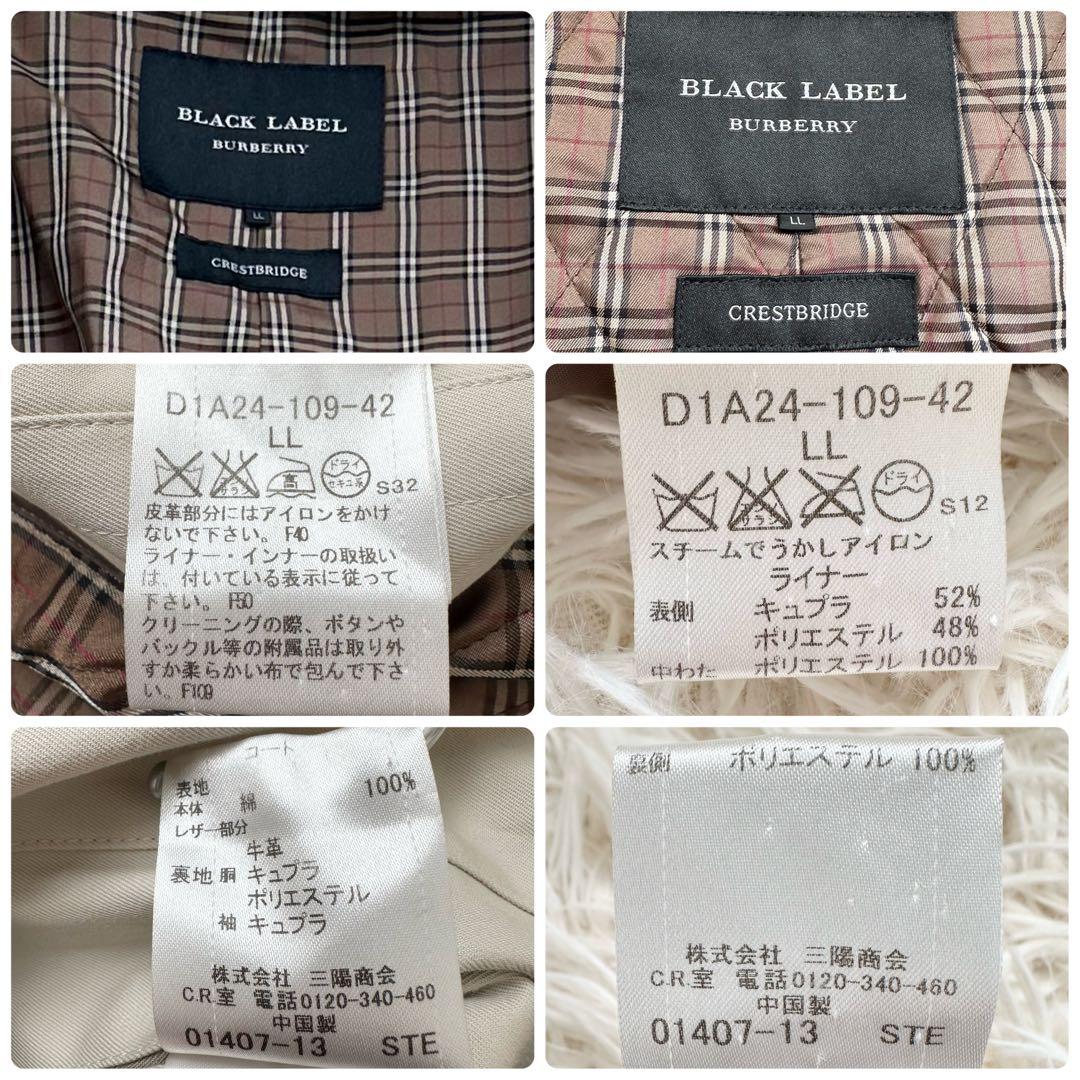 BLACK LABEL
BURBERRY
LL
CRESTBRIDGE
BLACK LABEL
BURBERRY
LL
CRESTBRIDGE
D1A24-109-42
LL
高
ドライ
セキユ系
S32
皮革部分にはアイロンをかけ
ないで下さい。 F40
ライナー・インナーの取扱い
は、付いている表示に従って
下さい。 F50
クリーニングの際、ボタンや
バックル等の附属品は取り外
すか柔らかい布で包んで下さ
い。F109
D1A24-109-42
LL
ドライ
S12
スチームでうかしアイロン
ライナー
表側 キュプラ 52%
ポリエステル 48%
中わた ポリエステル 100%
コート
表地
本体 綿 100%
レザー部分
牛革
裏地 胴 キュプラ
ポリエステル
袖 キュプラ
株式会社 三陽商会
C.R.室 電話0120-340-460
中国製
01407-13 STE
裏側 ポリエステル 100%
株式会社 三陽商会
C.R.室 電話0120-340-460
中国製
01407-13 STE